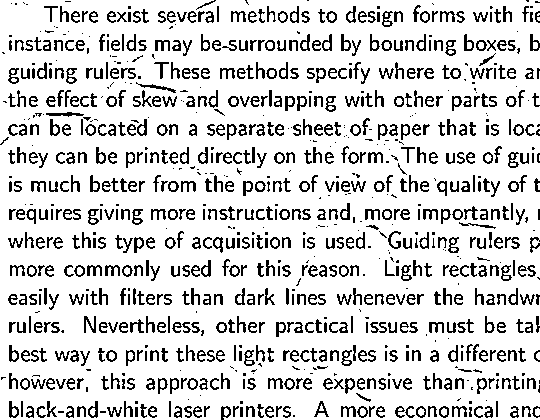 There exist several methods to design forms with fie
instance, fields may be surrounded by bounding boxes, b
guiding rulers. These methods specify where to write an
the effect of skew and overlapping with other parts of t
can be located on a separate sheet of paper that is loca
they can be printed directly on the form. The use of guid
is much better from the point of view of the quality of t
requires giving more instructions and, more importantly, r
where this type of acquisition is used. Guiding rulers p
more commonly used for this reason. Light rectangles
easily with filters than dark lines whenever the handwr
rulers. Nevertheless, other practical issues must be tak
best way to print these light rectangles is in a different c
however, this approach is more expensive than printing
black-and-white laser printers. A more economical and